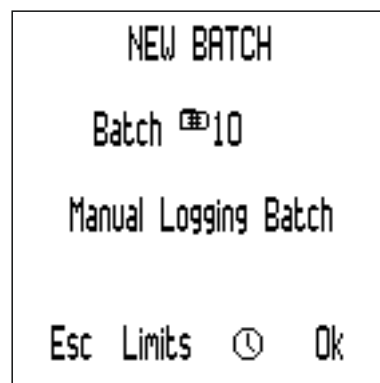 NEW BATCH
Batch #10
Manual Logging Batch
Esc Limits Ok